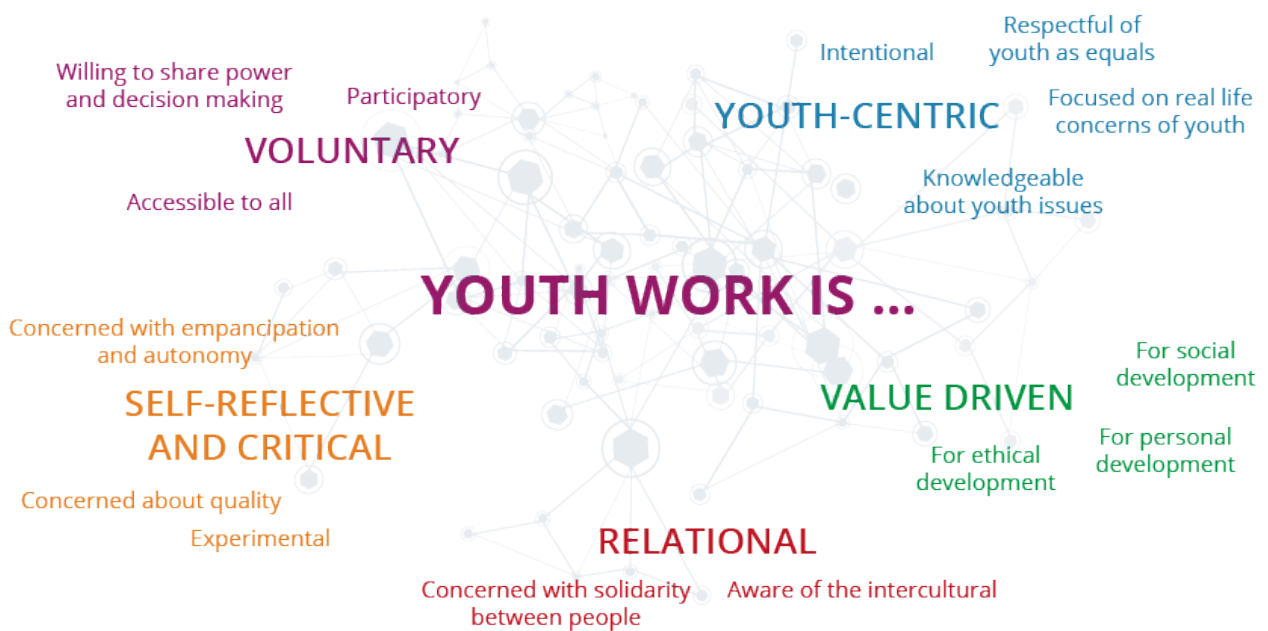 Willing to share power
and decision making
Participatory
VOLUNTARY
Accessible to all
Intentional
Respectful of
youth as equals
YOUTH-CENTRIC
Focused on real life
concerns of youth
Knowledgeable
about youth issues
YOUTH WORK IS ...
Concerned with empancipation
and autonomy
SELF-REFLECTIVE
AND CRITICAL
Concerned about quality
Experimental
VALUE DRIVEN
For social
development
For personal
development
For ethical
development
RELATIONAL
Concerned with solidarity
between people
Aware of the intercultural